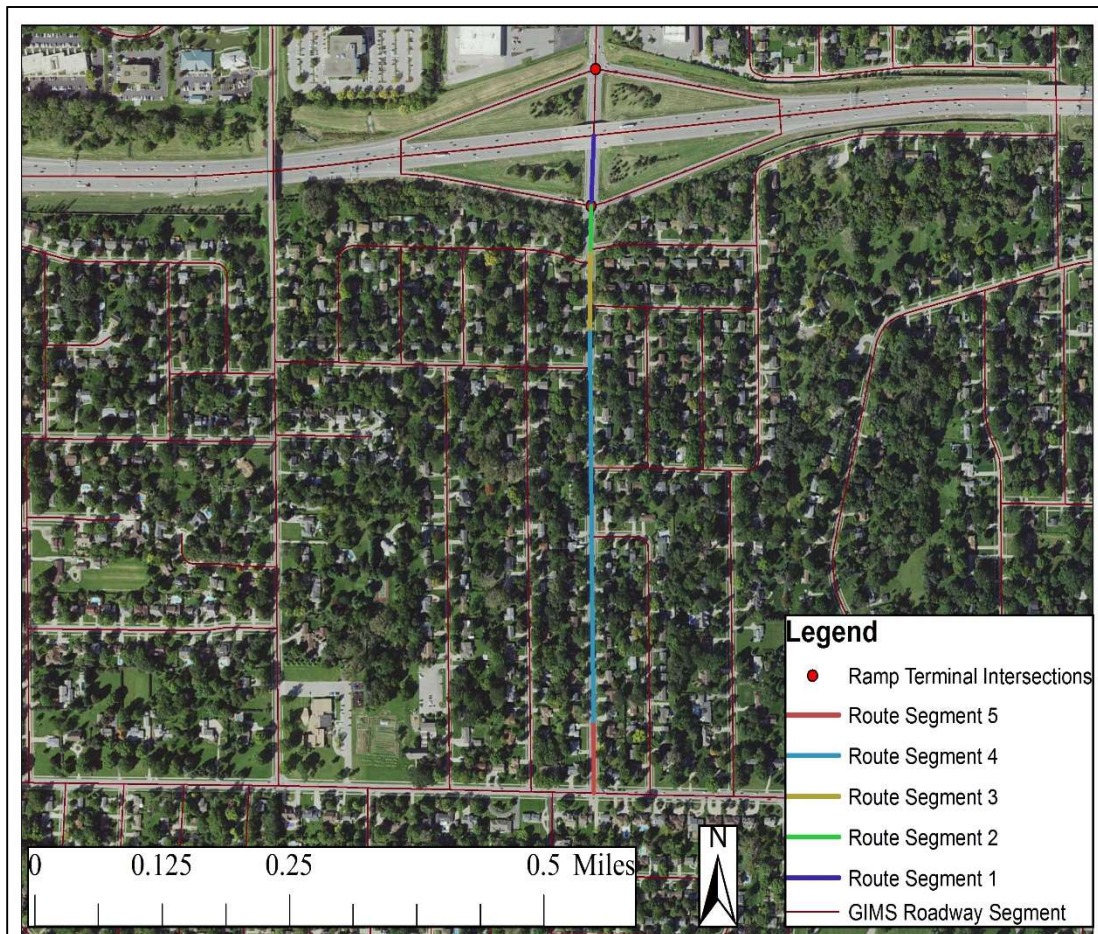 Legend
Ramp Terminal Intersections
Route Segment 5
Route Segment 4
Route Segment 3
Route Segment 2
Route Segment 1
GIMS Roadway Segment
N
0 0.125 0.25 0.5 Miles